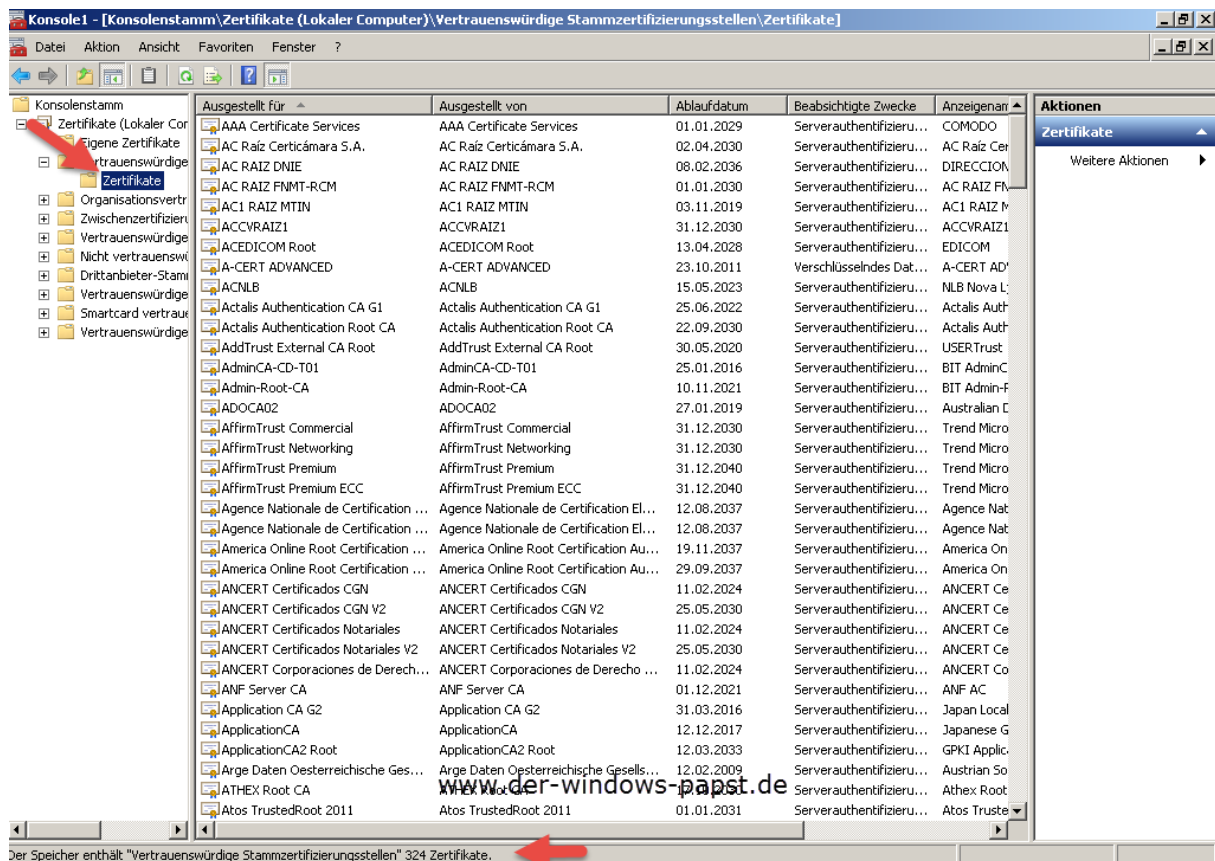 Konsole1 - [Konsolenstamm\Zertifikate (Lokaler Computer)\Vertrauenswürdige Stammzertifizierungsstellen\Zertifikate]
Datei Aktion Ansicht Favoriten Fenster ?
Konsolenstamm
Zertifikate (Lokaler Cor
Eigene Zertifikate
ertrauenswürdige
Zertifikate
Organisationsvertr
Zwischenzertifizieru
Vertrauenswürdige
Nicht vertrauenswü
Drittanbieter-Stam
Vertrauenswürdige
Smartcard vertraue
Vertrauenswürdige
Ausgestellt für Ausgestellt von Ablaufdatum Beabsichtigte Zwecke Anzeigenam
AAA Certificate Services AAA Certificate Services 01.01.2029 Serverauthentifizieru... COMODO
AC Raíz Certicámara S.A. AC Raíz Certicámara S.A. 02.04.2030 Serverauthentifizieru... AC Raíz Cer
AC RAIZ DNIE AC RAIZ DNIE 08.02.2036 Serverauthentifizieru... DIRECCION
AC RAIZ FNMT-RCM AC RAIZ FNMT-RCM 01.01.2030 Serverauthentifizieru... AC RAIZ FN
AC1 RAIZ MTIN AC1 RAIZ MTIN 03.11.2019 Serverauthentifizieru... AC1 RAIZ M
ACCVRAIZ1 ACCVRAIZ1 31.12.2030 Serverauthentifizieru... ACCVRAIZ1
ACEDICOM Root ACEDICOM Root 13.04.2028 Serverauthentifizieru... EDICOM
A-CERT ADVANCED A-CERT ADVANCED 23.10.2011 Verschlüsselndes Dat... A-CERT AD
ACNLB ACNLB 15.05.2023 Serverauthentifizieru... NLB Nova Lj
Actalis Authentication CA G1 Actalis Authentication CA G1 25.06.2022 Serverauthentifizieru... Actalis Auth
Actalis Authentication Root CA Actalis Authentication Root CA 22.09.2030 Serverauthentifizieru... Actalis Auth
AddTrust External CA Root AddTrust External CA Root 30.05.2020 Serverauthentifizieru... USERTrust
AdminCA-CD-T01 AdminCA-CD-T01 25.01.2016 Serverauthentifizieru... BIT AdminC
Admin-Root-CA Admin-Root-CA 10.11.2021 Serverauthentifizieru... BIT Admin-R
ADOCA02 ADOCA02 27.01.2019 Serverauthentifizieru... Australian D
AffirmTrust Commercial AffirmTrust Commercial 31.12.2030 Serverauthentifizieru... Trend Micro
AffirmTrust Networking AffirmTrust Networking 31.12.2030 Serverauthentifizieru... Trend Micro
AffirmTrust Premium AffirmTrust Premium 31.12.2040 Serverauthentifizieru... Trend Micro
AffirmTrust Premium ECC AffirmTrust Premium ECC 31.12.2040 Serverauthentifizieru... Trend Micro
Agence Nationale de Certification ... Agence Nationale de Certification El... 12.08.2037 Serverauthentifizieru... Agence Nat
Agence Nationale de Certification ... Agence Nationale de Certification El... 12.08.2037 Serverauthentifizieru... Agence Nat
America Online Root Certification ... America Online Root Certification Au... 19.11.2037 Serverauthentifizieru... America On
America Online Root Certification ... America Online Root Certification Au... 29.09.2037 Serverauthentifizieru... America On
ANCERT Certificados CGN ANCERT Certificados CGN 11.02.2024 Serverauthentifizieru... ANCERT Ce
ANCERT Certificados CGN V2 ANCERT Certificados CGN V2 25.05.2030 Serverauthentifizieru... ANCERT Ce
ANCERT Certificados Notariales ANCERT Certificados Notariales 11.02.2024 Serverauthentifizieru... ANCERT Ce
ANCERT Certificados Notariales V2 ANCERT Certificados Notariales V2 25.05.2030 Serverauthentifizieru... ANCERT Ce
ANCERT Corporaciones de Derech... ANCERT Corporaciones de Derecho ... 11.02.2024 Serverauthentifizieru... ANCERT Co
ANF Server CA ANF Server CA 01.12.2021 Serverauthentifizieru... ANF AC
Application CA G2 Application CA G2 31.03.2016 Serverauthentifizieru... Japan Local
ApplicationCA ApplicationCA 12.12.2017 Serverauthentifizieru... Japanese G
ApplicationCA2 Root ApplicationCA2 Root 12.03.2033 Serverauthentifizieru... GPKI Applic
Arge Daten Oesterreichische Ges... Arge Daten Oesterreichische Gesells... 12.02.2009 Serverauthentifizieru... Austrian So
ATHEX Root CA ATHEX Root CA Serverauthentifizieru... Athex Root
www.der-windows-papst.de
Atos TrustedRoot 2011 Atos TrustedRoot 2011 01.01.2031 Serverauthentifizieru... Atos Truste
Aktionen
Zertifikate
Weitere Aktionen
Der Speicher enthält "Vertrauenswürdige Stammzertifizierungsstellen" 324 Zertifikate.